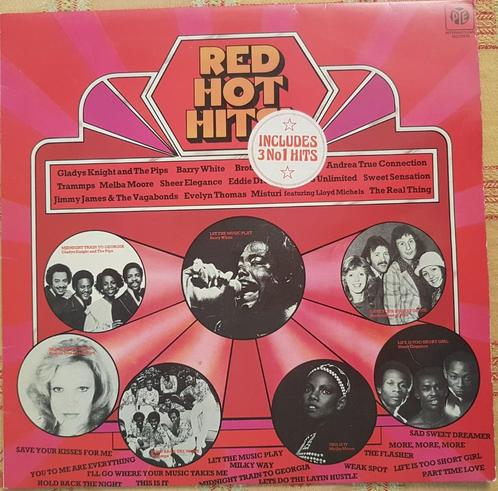 PYE
RED
HOT
HITS
INCLUDES
3 No1 HITS
Gladys Knight and The Pips Barry White Andrea True Connection
Trammps Melba Moore Sheer Elegance Eddie Unlimited Sweet Sensation
Jimmy James & The Vagabonds Evelyn Thomas Misturi featuring Lloyd Michels The Real Thing
MIDNIGHT TRAIN TO GEORGIA
Gladys Knight and The Pips
LET THE MUSIC PLAY
Barry White
LIFE IS TOO SHORT GIRL
Sheer Elegance
THIS IS IT
Melba Moore
SAVE YOUR KISSES FOR ME
YOU TO ME ARE EVERYTHING
HOLD BACK THE NIGHT
I'LL GO WHERE YOUR MUSIC TAKES ME
THIS IS IT
LET THE MUSIC PLAY
MILKY WAY
MIDNIGHT TRAIN TO GEORGIA
LETS DO THE LATIN HUSTLE
SAD SWEET DREAMER
MORE, MORE, MORE
THE FLASHER
WEAK SPOT
LIFE IS TOO SHORT GIRL
PART TIME LOVE